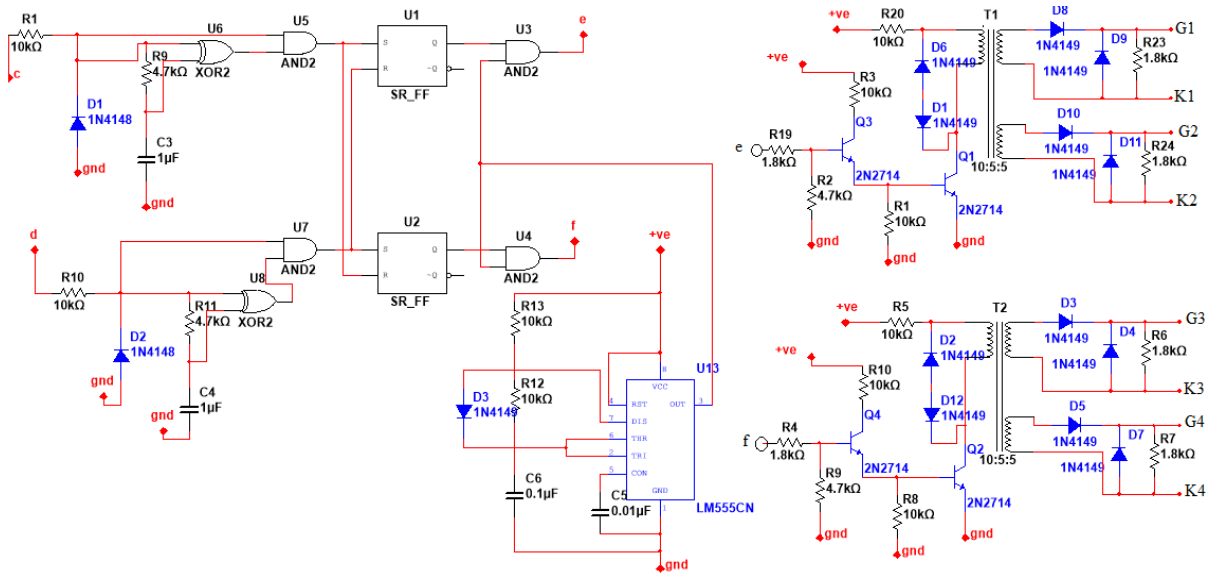 R1
10kΩ
c
D1
1N4148
gnd
R9
4.7kΩ
C3
1µF
gnd
U6
XOR2
U5
AND2
U1
S Q
R ~Q
SR_FF
U3
AND2
e
d
R10
10kΩ
D2
1N4148
gnd
R11
4.7kΩ
C4
1µF
gnd
U8
XOR2
U7
AND2
U2
S Q
R ~Q
SR_FF
U4
AND2
f
+ve
R13
10kΩ
R12
10kΩ
D3
1N4149
C6
0.1µF
C5
0.01µF
U13
8
VCC
4 RST OUT 3
7 DIS
6 THR
2 TRI
5 CON
GND
1
LM555CN
gnd
+ve
R20
10kΩ
+ve
R3
10kΩ
D6
1N4149
D1
1N4149
T1
10:5:5
D8
1N4149
D9
1N4149
R23
1.8kΩ
G1
K1
D10
1N4149
D11
1N4149
R24
1.8kΩ
G2
K2
e
R19
1.8kΩ
R2
4.7kΩ
gnd
Q3
2N2714
R1
10kΩ
gnd
Q1
2N2714
gnd
+ve
R5
10kΩ
+ve
R10
10kΩ
D2
1N4149
D12
1N4149
T2
10:5:5
D3
1N4149
D4
1N4149
R6
1.8kΩ
G3
K3
D5
1N4149
D7
1N4149
R7
1.8kΩ
G4
K4
f
R4
1.8kΩ
R9
4.7kΩ
gnd
Q4
2N2714
R8
10kΩ
gnd
Q2
2N2714
gnd